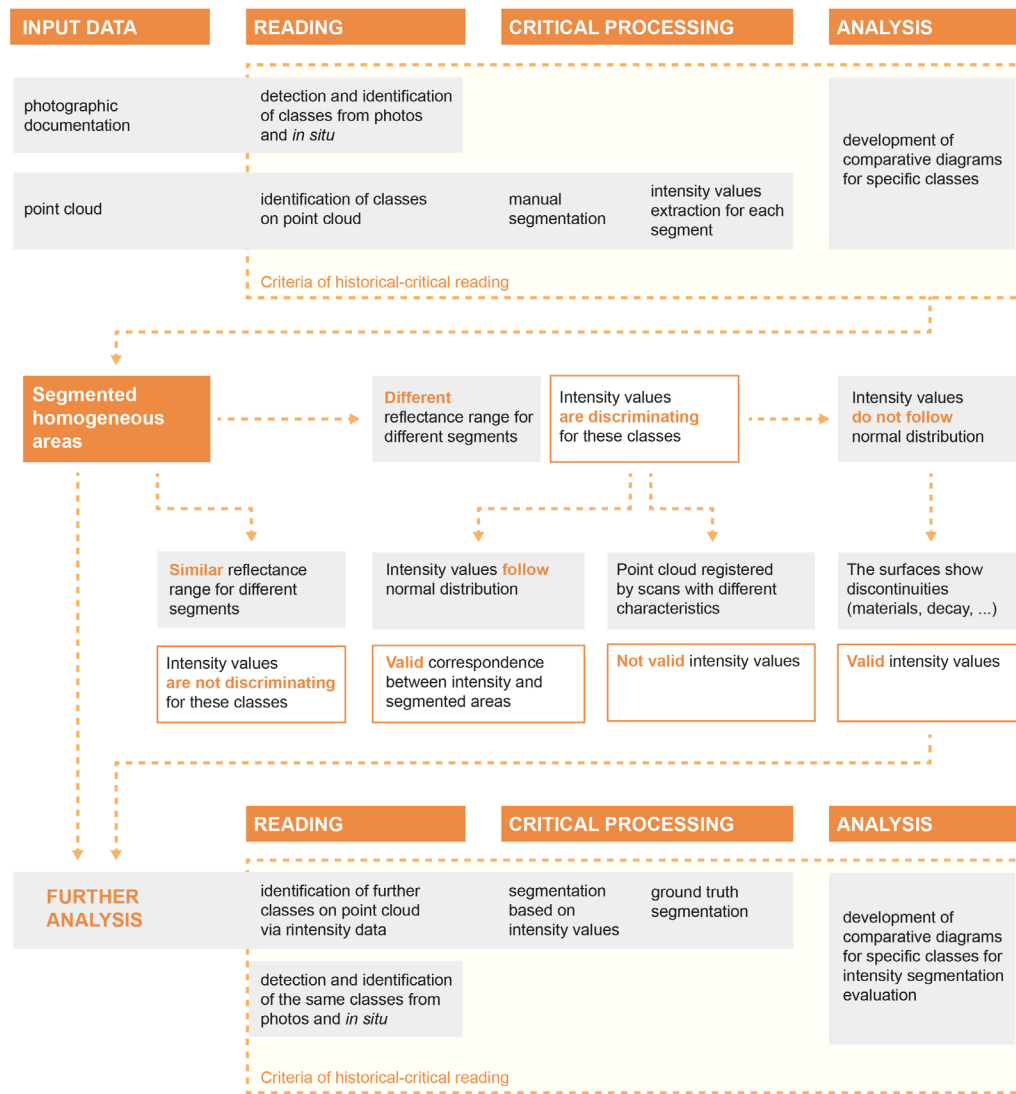 INPUT DATA
READING
CRITICAL PROCESSING
ANALYSIS
photographic
documentation
detection and identification
of classes from photos
and in situ
development of
comparative diagrams
for specific classes
point cloud
identification of classes
on point cloud
manual
segmentation
intensity values
extraction for each
segment
Criteria of historical-critical reading
Segmented
homogeneous
areas
Different
reflectance range for
different segments
Intensity values
are discriminating
for these classes
Intensity values
do not follow
normal distribution
Similar reflectance
range for different
segments
Intensity values follow
normal distribution
Point cloud registered
by scans with different
characteristics
The surfaces show
discontinuities
(materials, decay, ...)
Intensity values
are not discriminating
for these classes
Valid correspondence
between intensity and
segmented areas
Not valid intensity values
Valid intensity values
READING
CRITICAL PROCESSING
ANALYSIS
FURTHER
ANALYSIS
identification of further
classes on point cloud
via rintensity data
segmentation
based on
intensity values
ground truth
segmentation
development of
comparative diagrams
for specific classes for
intensity segmentation
evaluation
detection and identification
of the same classes from
photos and in situ
Criteria of historical-critical reading